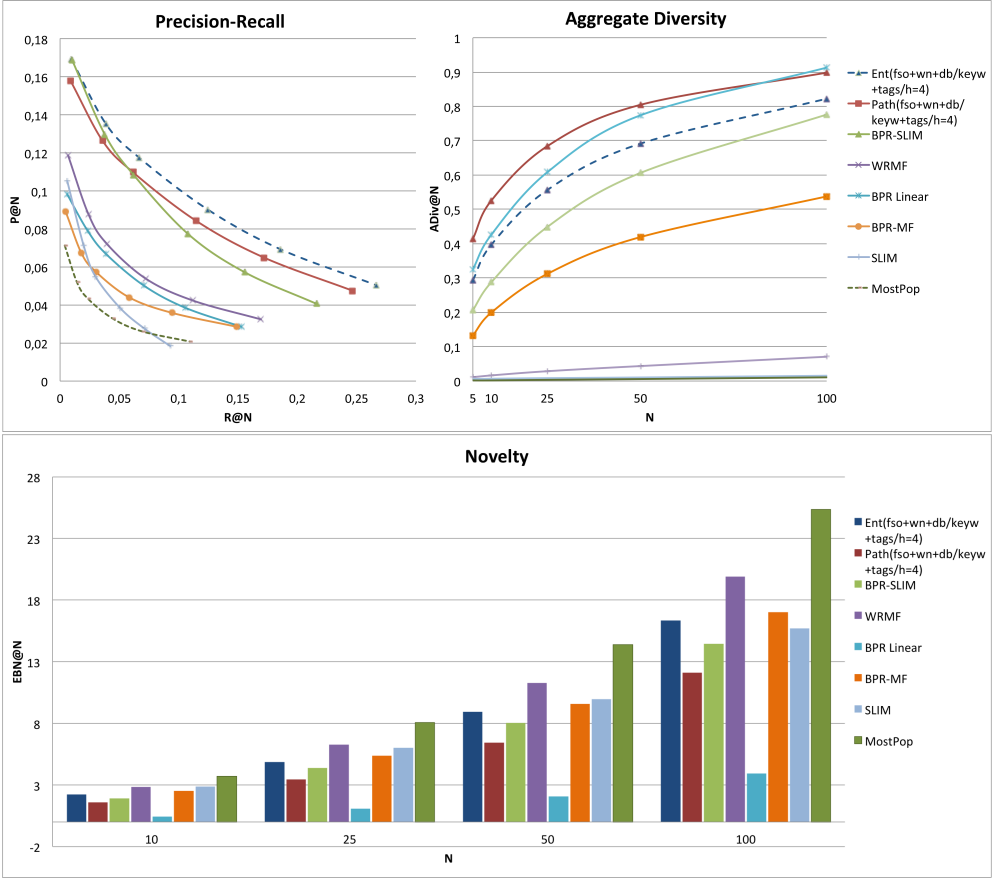 Precision-Recall
P@N
0,18
0,16
0,14
0,12
0,1
0,08
0,06
0,04
0,02
0
0
0,05
0,1
0,15
0,2
0,25
0,3
R@N
Aggregate Diversity
ADiv@N
1
0,9
0,8
0,7
0,6
0,5
0,4
0,3
0,2
0,1
0
5
10
25
50
100
N
Ent(fso+wn+db/keyw
+tags/h=4)
Path(fso+wn+db/
keyw+tags/h=4)
BPR-SLIM
WRMF
BPR Linear
BPR-MF
SLIM
MostPop
Novelty
EBN@N
28
23
18
13
8
3
-2
10
25
50
100
N
Ent(fso+wn+db/keyw
+tags/h=4)
Path(fso+wn+db/keyw
+tags/h=4)
BPR-SLIM
WRMF
BPR Linear
BPR-MF
SLIM
MostPop